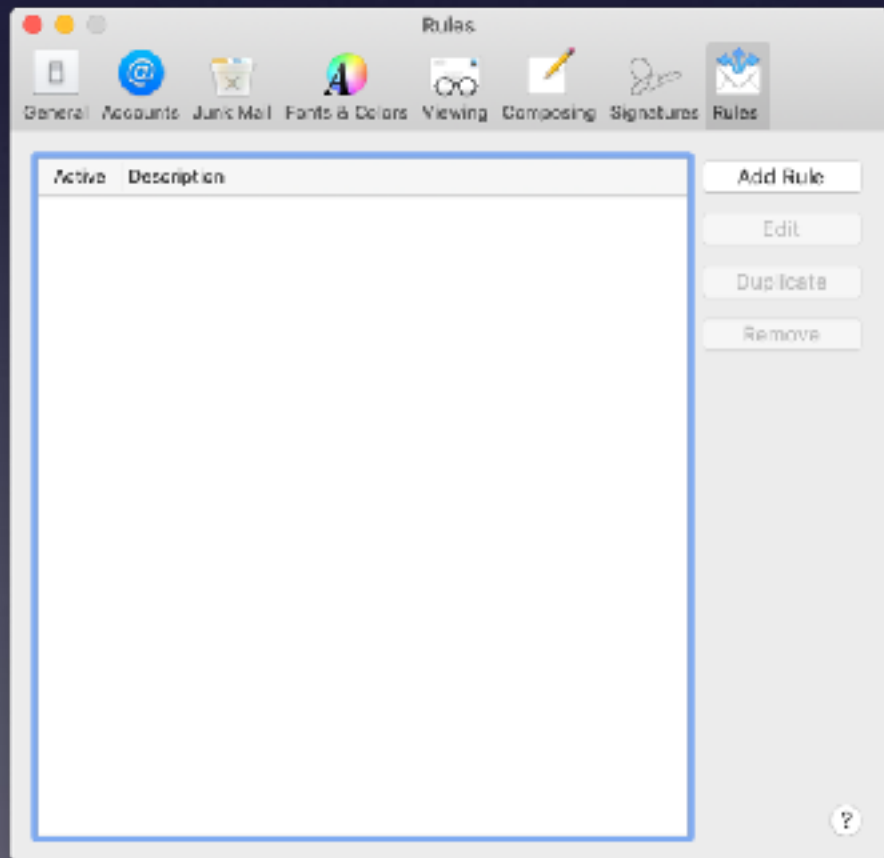 Rules
General Accounts Junk Mail Fonts & Colors Viewing Composing Signatures Rules
Active Description
Add Rule
Edit
Duplicate
Remove
?